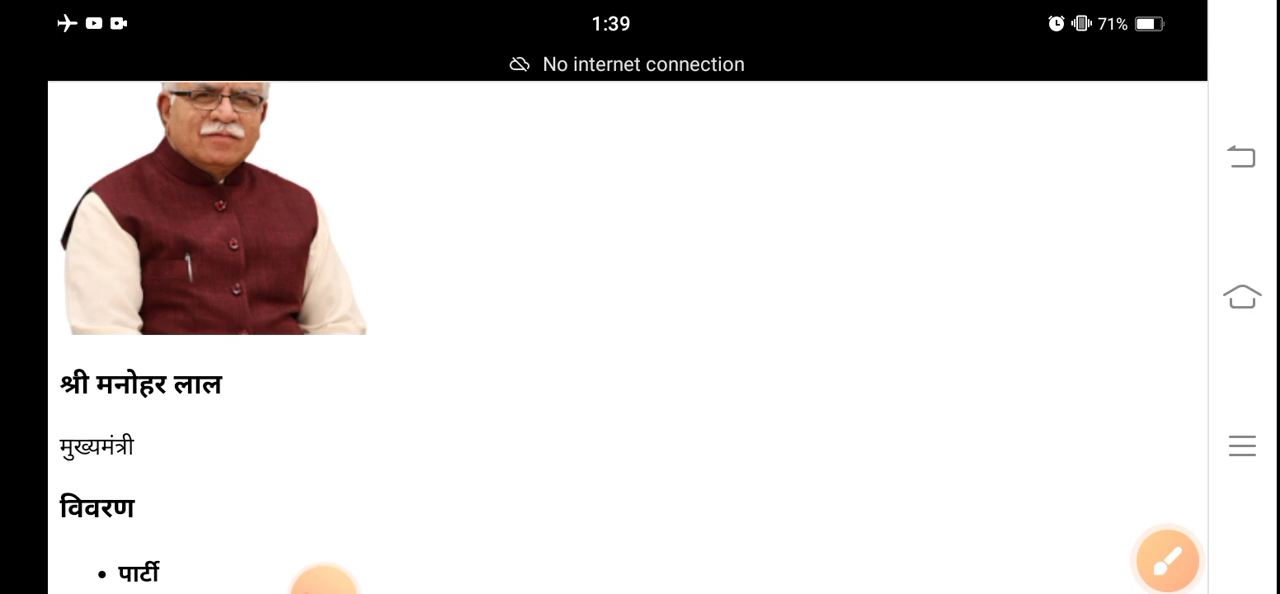 1:39
71%
No internet connection
श्री मनोहर लाल
मुख्यमंत्री
विवरण
• पार्टी